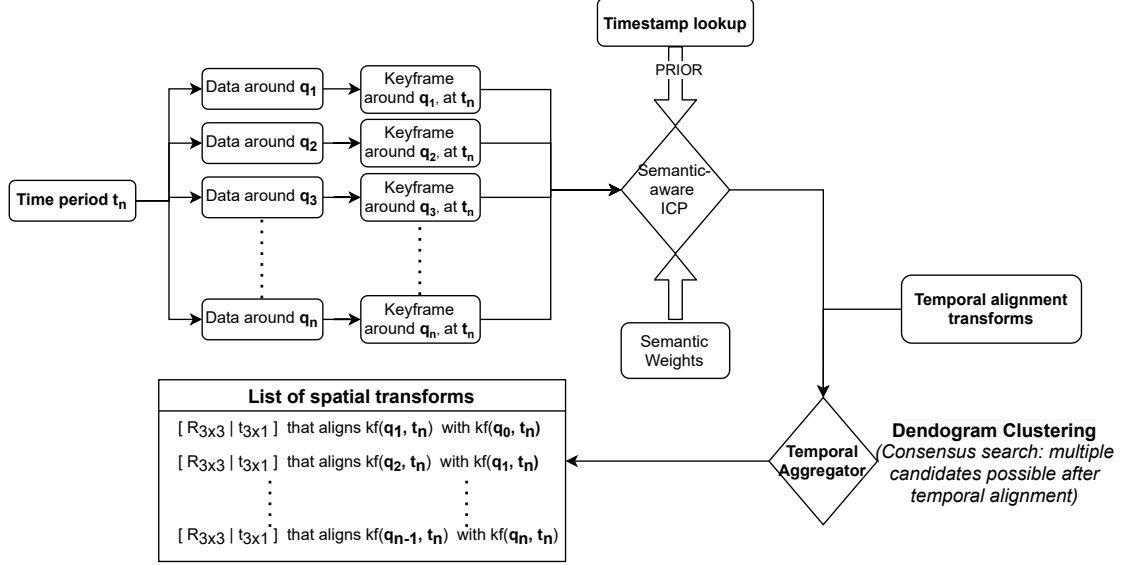 Timestamp lookup
PRIOR
Data around q1
Keyframe
around q1, at tn
Data around q2
Keyframe
around q2, at tn
Time period tn
Data around q3
Keyframe
around q3, at tn
Semantic-
aware
ICP
Data around qn
Keyframe
around qn, at tn
Semantic
Weights
Temporal alignment
transforms
List of spatial transforms
[ R3x3 | t3x1 ] that aligns kf(q1, tn) with kf(q0, tn)
[ R3x3 | t3x1 ] that aligns kf(q2, tn) with kf(q1, tn)
[ R3x3 | t3x1 ] that aligns kf(qn-1, tn) with kf(qn, tn)
Temporal
Aggregator
Dendogram Clustering
(Consensus search: multiple
candidates possible after
temporal alignment)